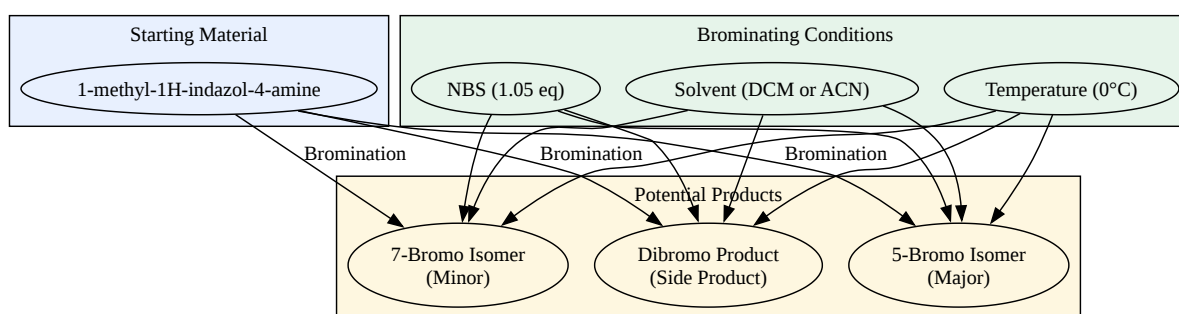 Starting Material
Brominating Conditions
1-methyl-1H-indazol-4-amine
NBS (1.05 eq)
Solvent (DCM or ACN)
Temperature (0°C)
Bromination
Bromination
Bromination
Potential Products
7-Bromo Isomer
(Minor)
Dibromo Product
(Side Product)
5-Bromo Isomer
(Major)